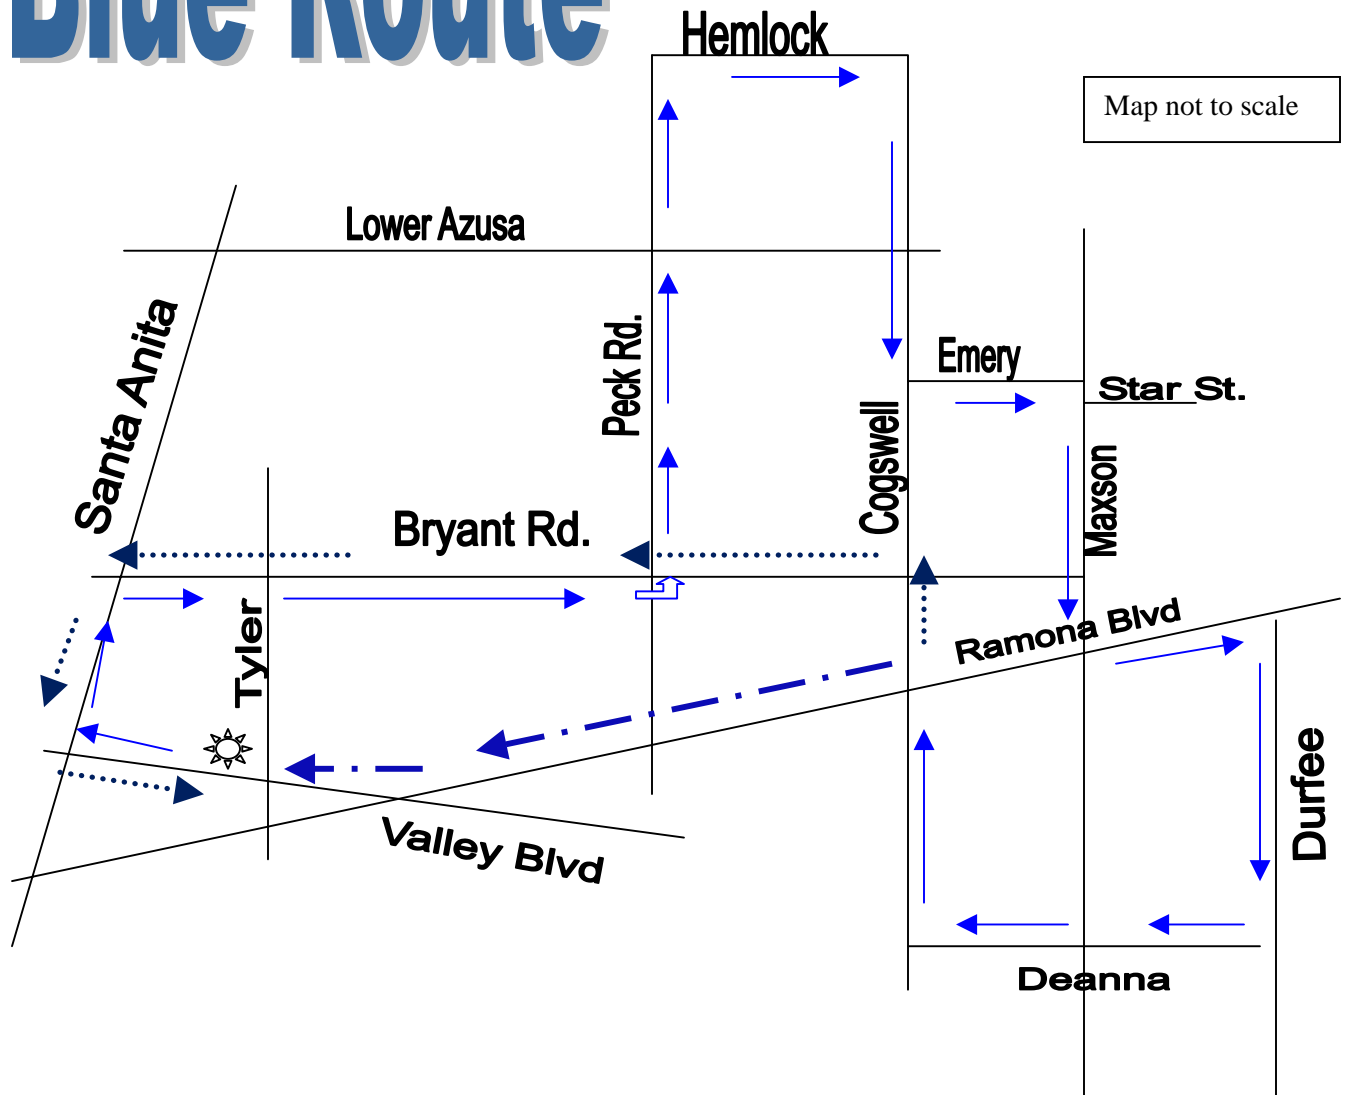 Blue Route
Hemlock
Map not to scale
Lower Azusa
Santa Anita
Peck Rd.
Emery
Star St.
Cogswell
Maxson
Bryant Rd.
Tyler
Ramona Blvd
Durfee
Valley Blvd
Deanna